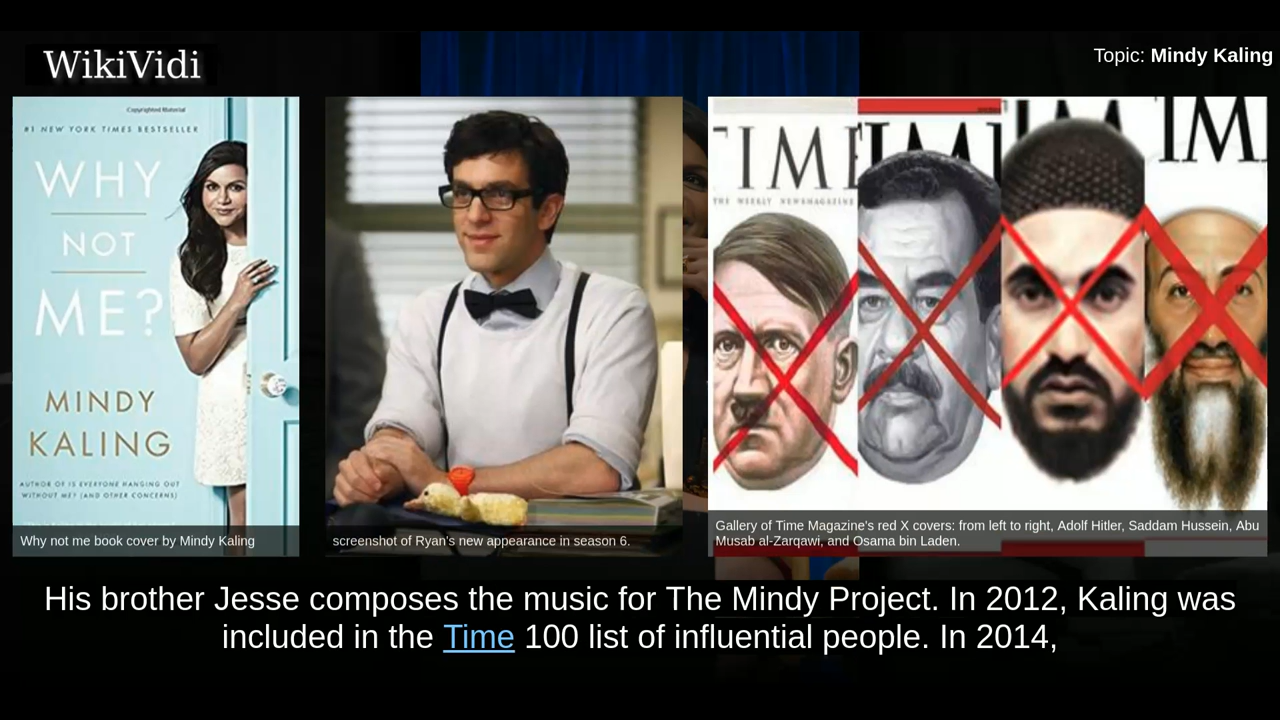 WikiVidi
Topic: Mindy Kaling
Copyrighted Material
#1 NEW YORK TIMES BESTSELLER
WHY
NOT
ME?
MINDY
KALING
AUTHOR OF IS EVERYONE HANGING OUT
WITHOUT ME? (AND OTHER CONCERNS)
Why not me book cover by Mindy Kaling
screenshot of Ryan's new appearance in season 6.
TIME
THE WEEKLY NEWSMAGAZINE
Gallery of Time Magazine's red X covers: from left to right, Adolf Hitler, Saddam Hussein, Abu
Musab al-Zarqawi, and Osama bin Laden.
His brother Jesse composes the music for The Mindy Project. In 2012, Kaling was
included in the Time 100 list of influential people. In 2014,